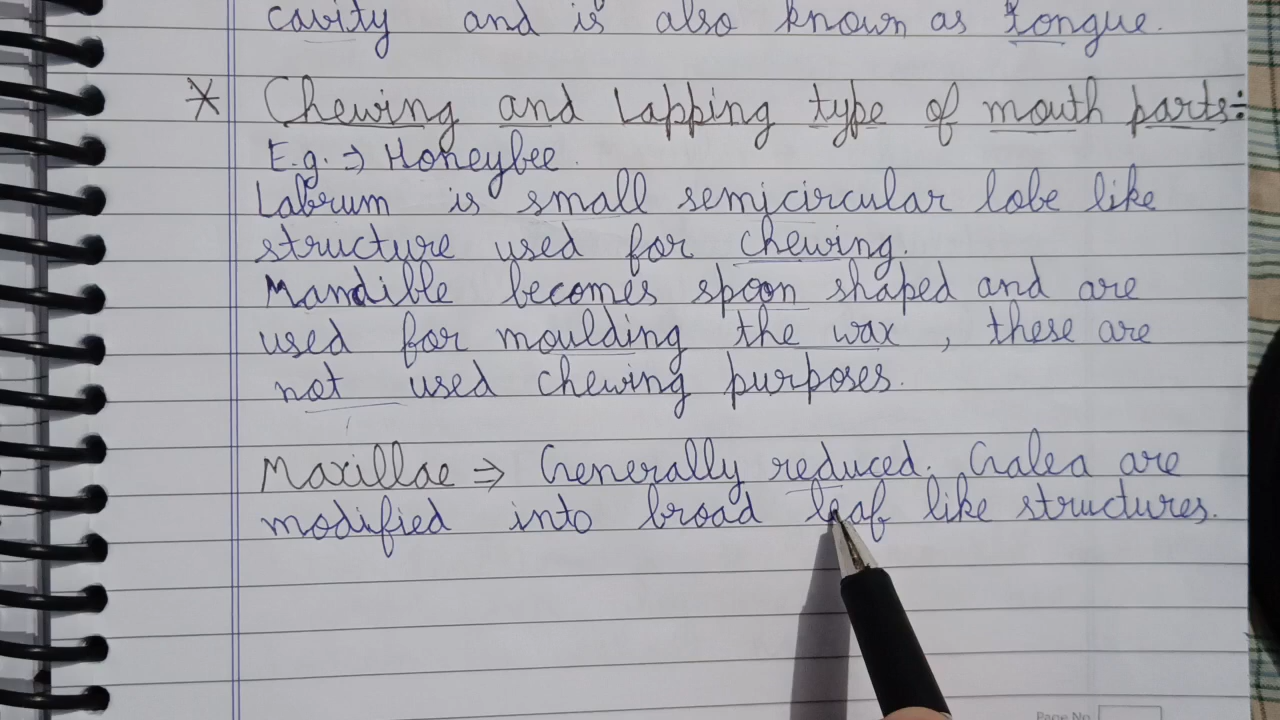 cavity and is also known as tongue.
* Chewing and Lapping type of mouth parts:
E.g. ⇒ Honeybee.
Labrum is small semicircular lobe like
structure used for chewing.
Mandible becomes spoon shaped and are
used for moulding the wax, these are
not used chewing purposes.
Maxillae ⇒ Generally reduced. Galea are
modified into broad leaf like structures.
Page No.